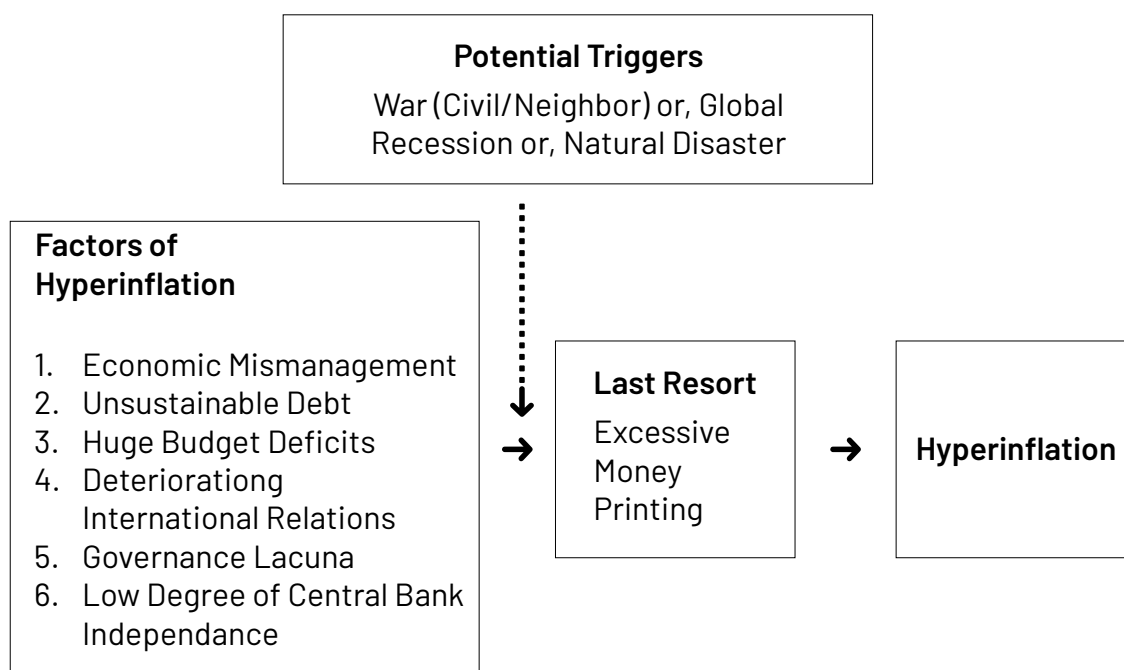 Potential Triggers
War (Civil/Neighbor) or, Global
Recession or, Natural Disaster
Factors of
Hyperinflation
1. Economic Mismanagement
2. Unsustainable Debt
3. Huge Budget Deficits
4. Deteriorationg
International Relations
5. Governance Lacuna
6. Low Degree of Central Bank
Independance
Last Resort
Excessive
Money
Printing
Hyperinflation